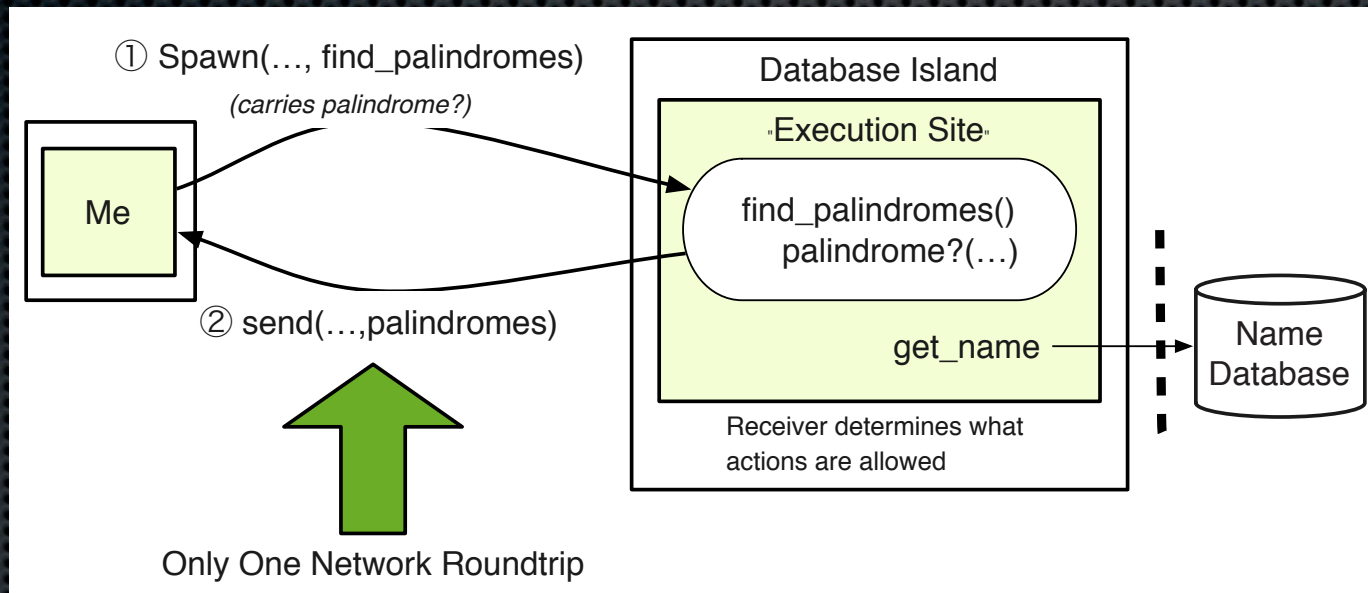 ① Spawn(…, find_palindromes)
(carries palindrome?)
Me
② send(…,palindromes)
Only One Network Roundtrip
Database Island
"Execution Site"
find_palindromes()
palindrome?(…)
get_name
Receiver determines what
actions are allowed
Name
Database